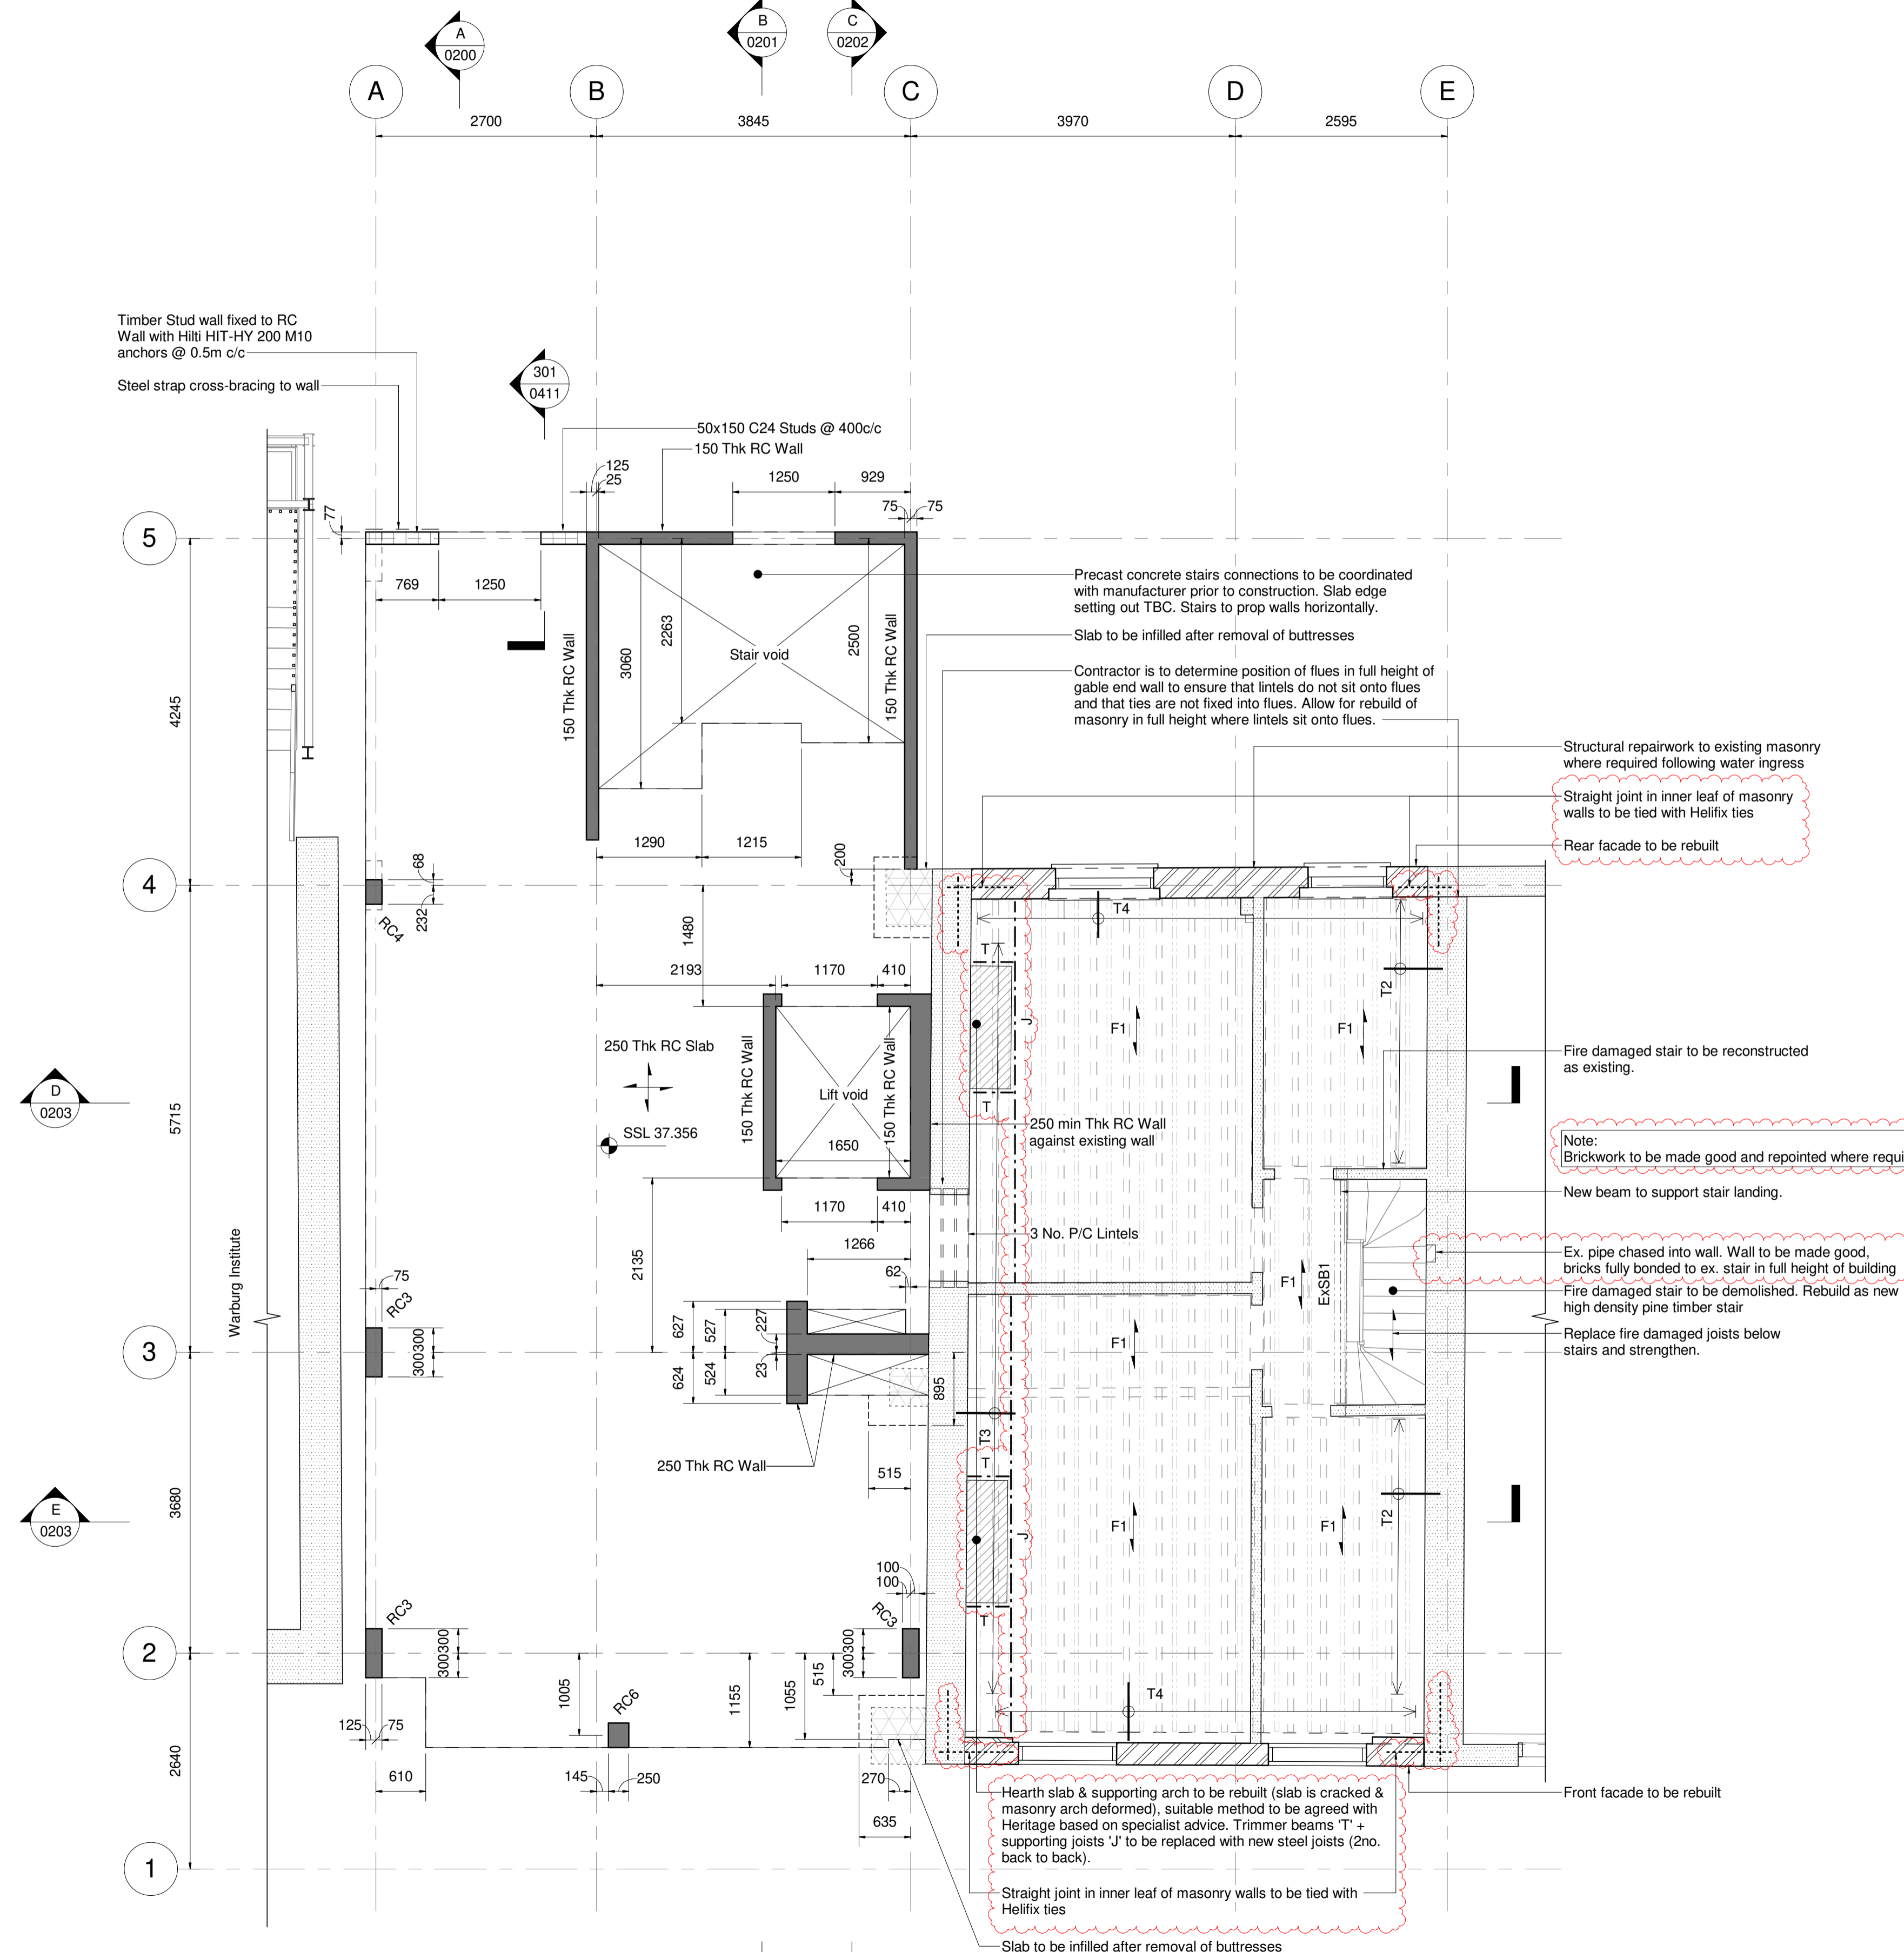 A
0200
B
0201
C
0202
A
B
C
D
E
2700
3845
3970
2595
Timber Stud wall fixed to RC
Wall with Hilti HIT-HY 200 M10
anchors @ 0.5m c/c
Steel strap cross-bracing to wall
301
0411
50x150 C24 Studs @ 400c/c
150 Thk RC Wall
125
25
1250
929
75
75
77
5
769
1250
4245
150 Thk RC Wall
3060
2263
2500
150 Thk RC Wall
Stair void
Precast concrete stairs connections to be coordinated
with manufacturer prior to construction. Slab edge
setting out TBC. Stairs to prop walls horizontally.
Slab to be infilled after removal of buttresses
Contractor is to determine position of flues in full height of
gable end wall to ensure that lintels do not sit onto flues
and that ties are not fixed into flues. Allow for rebuild of
masonry in full height where lintels sit onto flues.
Structural repairwork to existing masonry
where required following water ingress
Straight joint in inner leaf of masonry
walls to be tied with Helifix ties
Rear facade to be rebuilt
1290
1215
200
4
68
232
RC4
1480
T4
T
T2
2193
1170
410
J
F1
F1
250 Thk RC Slab
150 Thk RC Wall
150 Thk RC Wall
Lift void
Fire damaged stair to be reconstructed
as existing.
D
0203
5715
SSL 37.356
1650
T
250 min Thk RC Wall
against existing wall
Note:
Brickwork to be made good and repointed where requi
New beam to support stair landing.
1170
410
3 No. P/C Lintels
1266
62
2135
Warburg Institute
Ex. pipe chased into wall. Wall to be made good,
bricks fully bonded to ex. stair in full height of building
F1
ExSB1
Fire damaged stair to be demolished. Rebuild as new
high density pine timber stair
Replace fire damaged joists below
stairs and strengthen.
75
RC3
627
527
227
F1
3
300
300
624
524
23
895
T3
250 Thk RC Wall
515
T
T2
3680
E
0203
J
F1
F1
100
100
RC3
RC3
T
2
300
300
300
300
1005
RC6
1155
1055
515
T4
125
75
2640
610
145
250
270
635
Hearth slab & supporting arch to be rebuilt (slab is cracked &
masonry arch deformed), suitable method to be agreed with
Heritage based on specialist advice. Trimmer beams 'T' +
supporting joists 'J' to be replaced with new steel joists (2no.
back to back).
Front facade to be rebuilt
1
Straight joint in inner leaf of masonry walls to be tied with
Helifix ties
Slab to be infilled after removal of buttresses